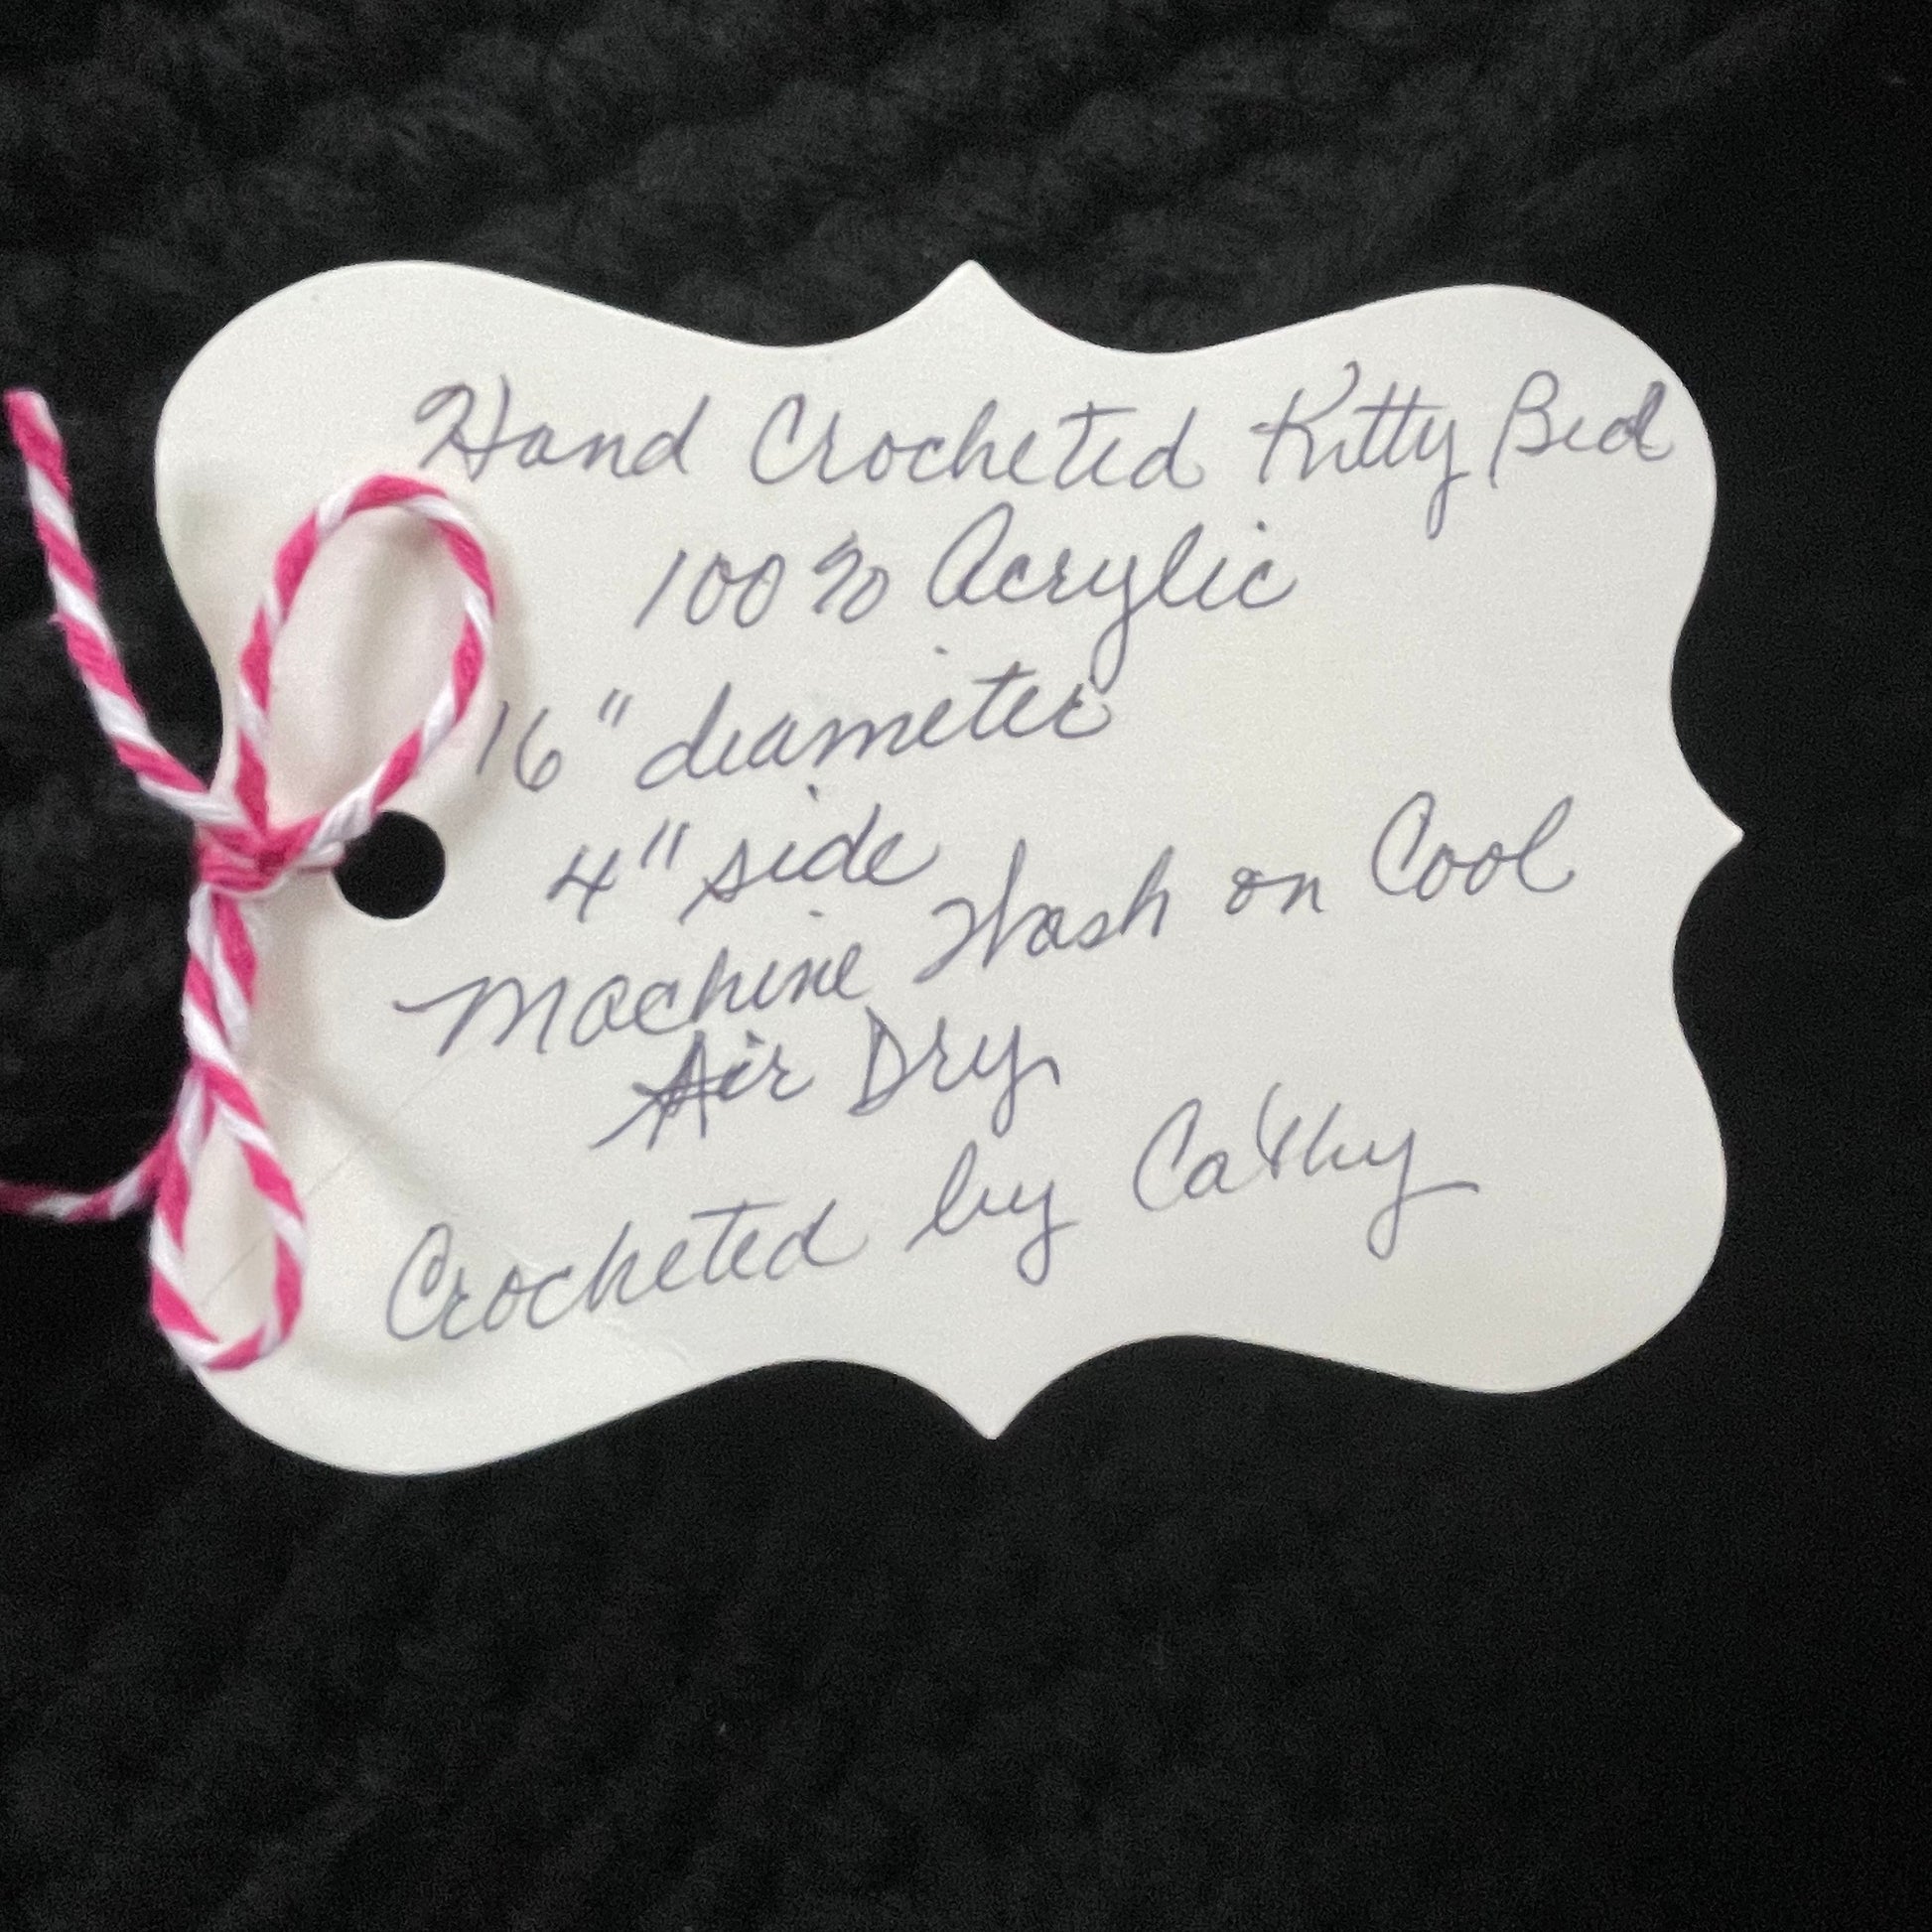 Hand Crocheted Kitty Bed
100% Acrylic
16" diameter
4" side
Machine Wash on Cool
Air Dry
Crocheted by Cathy